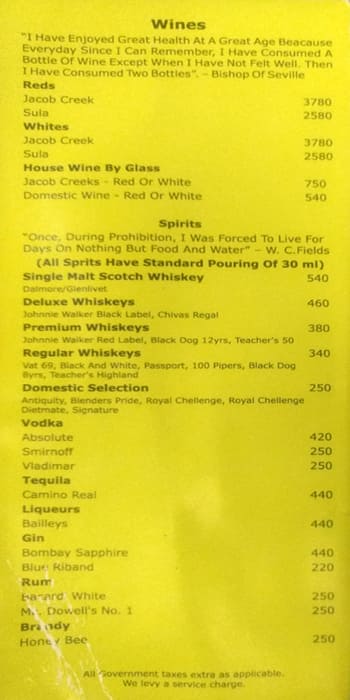 Wines
"I Have Enjoyed Great Health At A Great Age Beacause
Everyday Since I Can Remember, I Have Consumed A
Bottle Of Wine Except When I Have Not Felt Well. Then
I Have Consumed Two Bottles". - Bishop Of Seville
Reds
Jacob Creek 3780
Sula 2580
Whites
Jacob Creek 3780
Sula 2580
House Wine By Glass
Jacob Creeks - Red Or White 750
Domestic Wine - Red Or White 540
Spirits
"Once, During Prohibition, I Was Forced To Live For
Days On Nothing But Food And Water" - W. C.Fields
(All Sprits Have Standard Pouring Of 30 ml)
Single Malt Scotch Whiskey 540
Dalmore/Glenlivet
Deluxe Whiskeys 460
Johnnie Walker Black Label, Chivas Regal
Premium Whiskeys 380
Johnnie Walker Red Label, Black Dog 12yrs, Teacher's 50
Regular Whiskeys 340
Vat 69, Black And White, Passport, 100 Pipers, Black Dog
8yrs, Teacher's Highland
Domestic Selection 250
Antiquity, Blenders Pride, Royal Chellenge, Royal Chellenge
Dietmate, Signature
Vodka
Absolute 420
Smirnoff 250
Vladimar 250
Tequila
Camino Real 440
Liqueurs
Bailleys 440
Gin
Bombay Sapphire 440
Blue Riband 220
Rum
White 250
Dowell's No. 1 250
Brandy
Honey Bee 250
All Government taxes extra as applicable.
We levy a service charge.